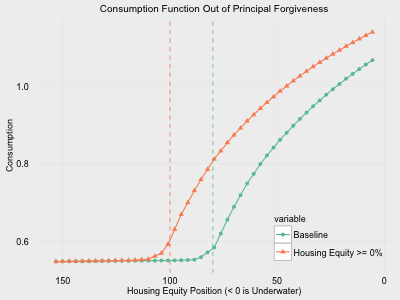 Consumption Function Out of Principal Forgiveness
Consumption
1.0
0.8
0.6
variable
Baseline
Housing Equity >= 0%
150
100
50
0
Housing Equity Position (< 0 is Underwater)